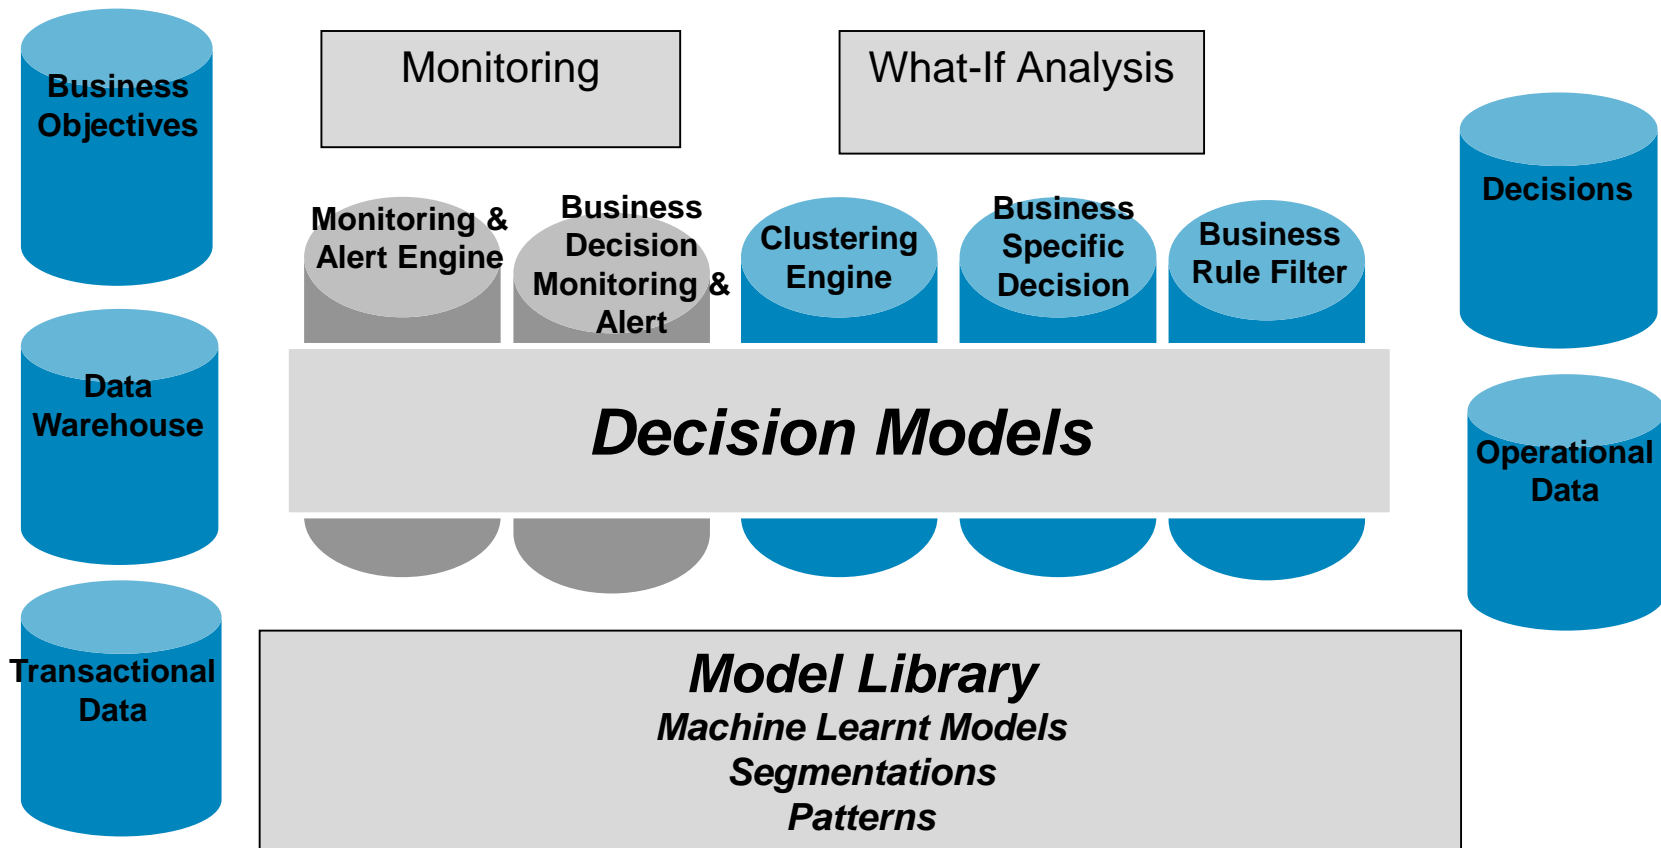 Business
Objectives
Monitoring
What-If Analysis
Decisions
Monitoring &
Alert Engine
Business
Decision
Monitoring &
Alert
Clustering
Engine
Business
Specific
Decision
Business
Rule Filter
Data
Warehouse
Decision Models
Operational
Data
Transactional
Data
Model Library
Machine Learnt Models
Segmentations
Patterns